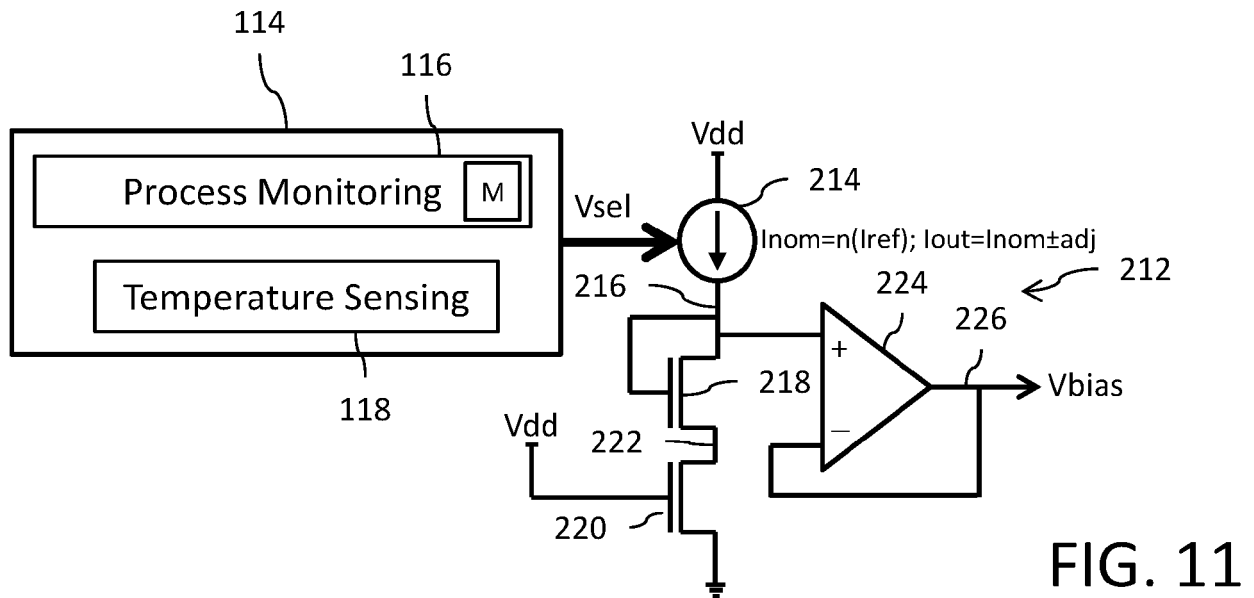 114
116
Process Monitoring M
Temperature Sensing
118
Vsel
Vdd
214
Inom=n(Iref); Iout=Inom±adj
216
212
224
226
+
−
Vbias
218
Vdd
222
220
FIG. 11